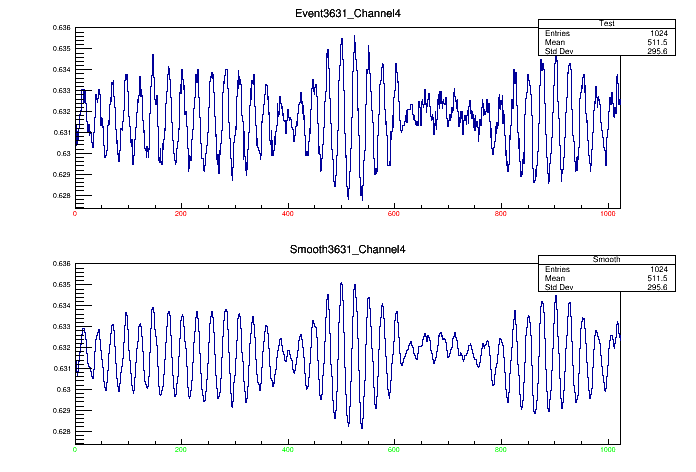 Event3631_Channel4
Test
Entries 1024
Mean 511.5
Std Dev 295.6
0.636
0.635
0.634
0.633
0.632
0.631
0.63
0.629
0.628
0 200 400 600 800 1000
Smooth3631_Channel4
Smooth
Entries 1024
Mean 511.5
Std Dev 295.6
0.636
0.635
0.634
0.633
0.632
0.631
0.63
0.629
0.628
0 200 400 600 800 1000